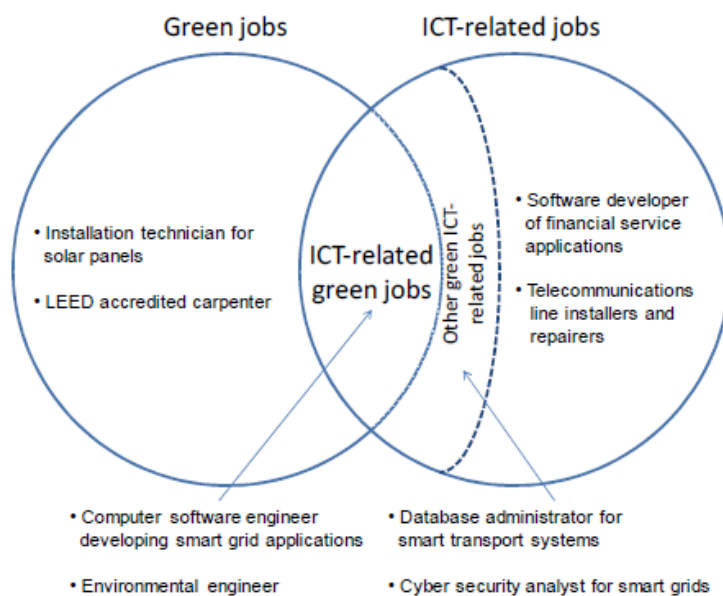 Green jobs
ICT-related jobs
• Installation technician for
solar panels
• LEED accredited carpenter
ICT-related
green jobs
Other green ICT-
related jobs
• Software developer
of financial service
applications
• Telecommunications
line installers and
repairers
• Computer software engineer
developing smart grid applications
• Environmental engineer
• Database administrator for
smart transport systems
• Cyber security analyst for smart grids